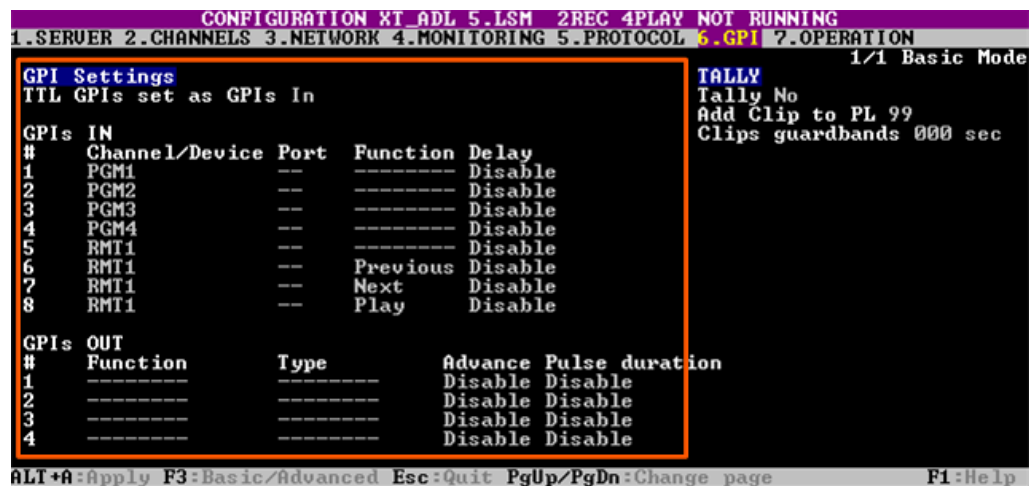 CONFIGURATION XT_ADL 5.LSM 2REC 4PLAY NOT RUNNING
1.SERVER 2.CHANNELS 3.NETWORK 4.MONITORING 5.PROTOCOL 6.GPI 7.OPERATION
1/1 Basic Mode
GPI Settings
TTL GPIs set as GPIs In
GPIs IN
# Channel/Device Port Function Delay
1 PGM1 -- -------- Disable
2 PGM2 -- -------- Disable
3 PGM3 -- -------- Disable
4 PGM4 -- -------- Disable
5 RMT1 -- -------- Disable
6 RMT1 -- Previous Disable
7 RMT1 -- Next Disable
8 RMT1 -- Play Disable
GPIs OUT
# Function Type Advance Pulse duration
1 -------- -------- Disable Disable
2 -------- -------- Disable Disable
3 -------- -------- Disable Disable
4 -------- -------- Disable Disable
TALLY
Tally No
Add Clip to PL 99
Clips guardbands 000 sec
ALT+A:Apply F3:Basic/Advanced Esc:Quit PgUp/PgDn:Change page F1:Help